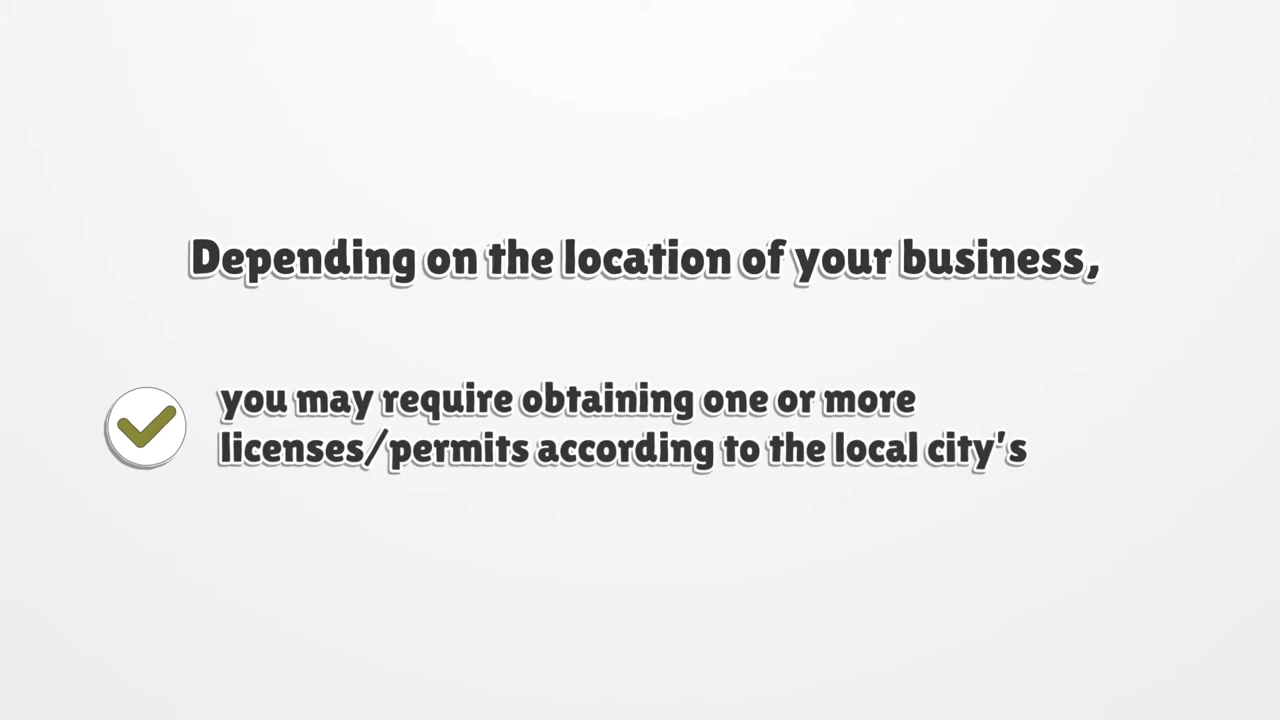 Depending on the location of your business,
you may require obtaining one or more
licenses/permits according to the local city's